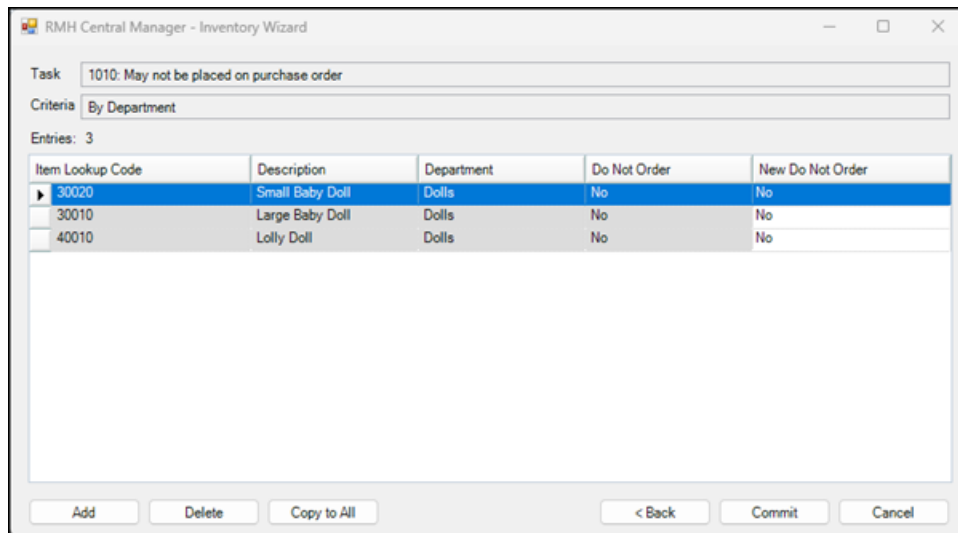 RMH Central Manager - Inventory Wizard
Task 1010: May not be placed on purchase order
Criteria By Department
Entries: 3
Item Lookup Code Description Department Do Not Order New Do Not Order
30020 Small Baby Doll Dolls No No
30010 Large Baby Doll Dolls No No
40010 Lolly Doll Dolls No No
Add Delete Copy to All < Back Commit Cancel